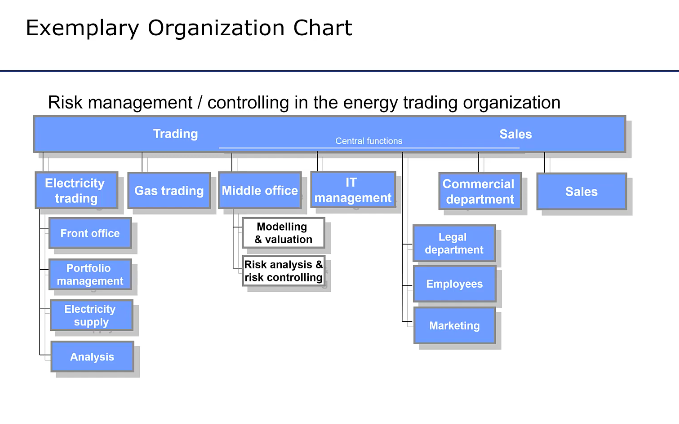 Exemplary Organization Chart
Risk management / controlling in the energy trading organization
Trading
Central functions
Sales
Electricity
trading
Gas trading
Middle office
IT
management
Commercial
department
Sales
Front office
Portfolio
management
Electricity
supply
Analysis
Modelling
& valuation
Risk analysis &
risk controlling
Legal
department
Employees
Marketing